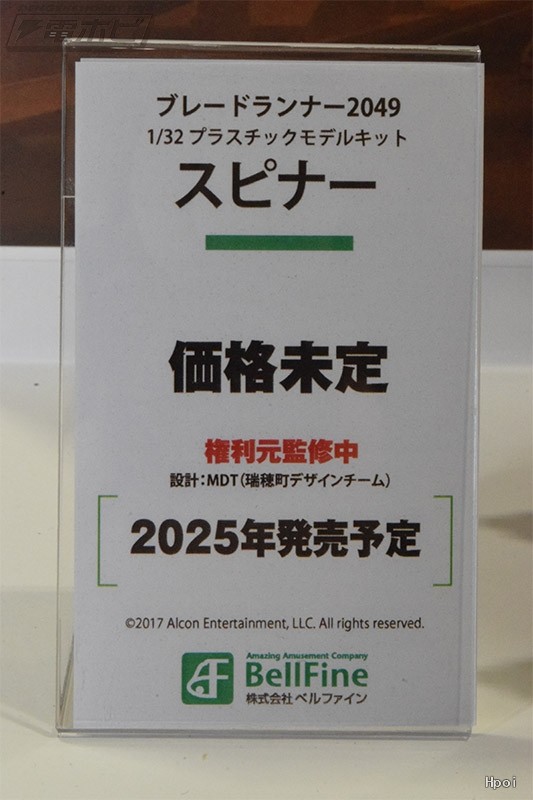 電ホビ
ブレードランナー2049
1/32 プラスチックモデルキット
スピナー
価格未定
権利元監修中
設計：MDT（瑞穂町デザインチーム）
2025年発売予定
©2017 Alcon Entertainment, LLC. All rights reserved.
Amazing Amusement Company
BellFine
株式会社 ベルファイン
Hpoi